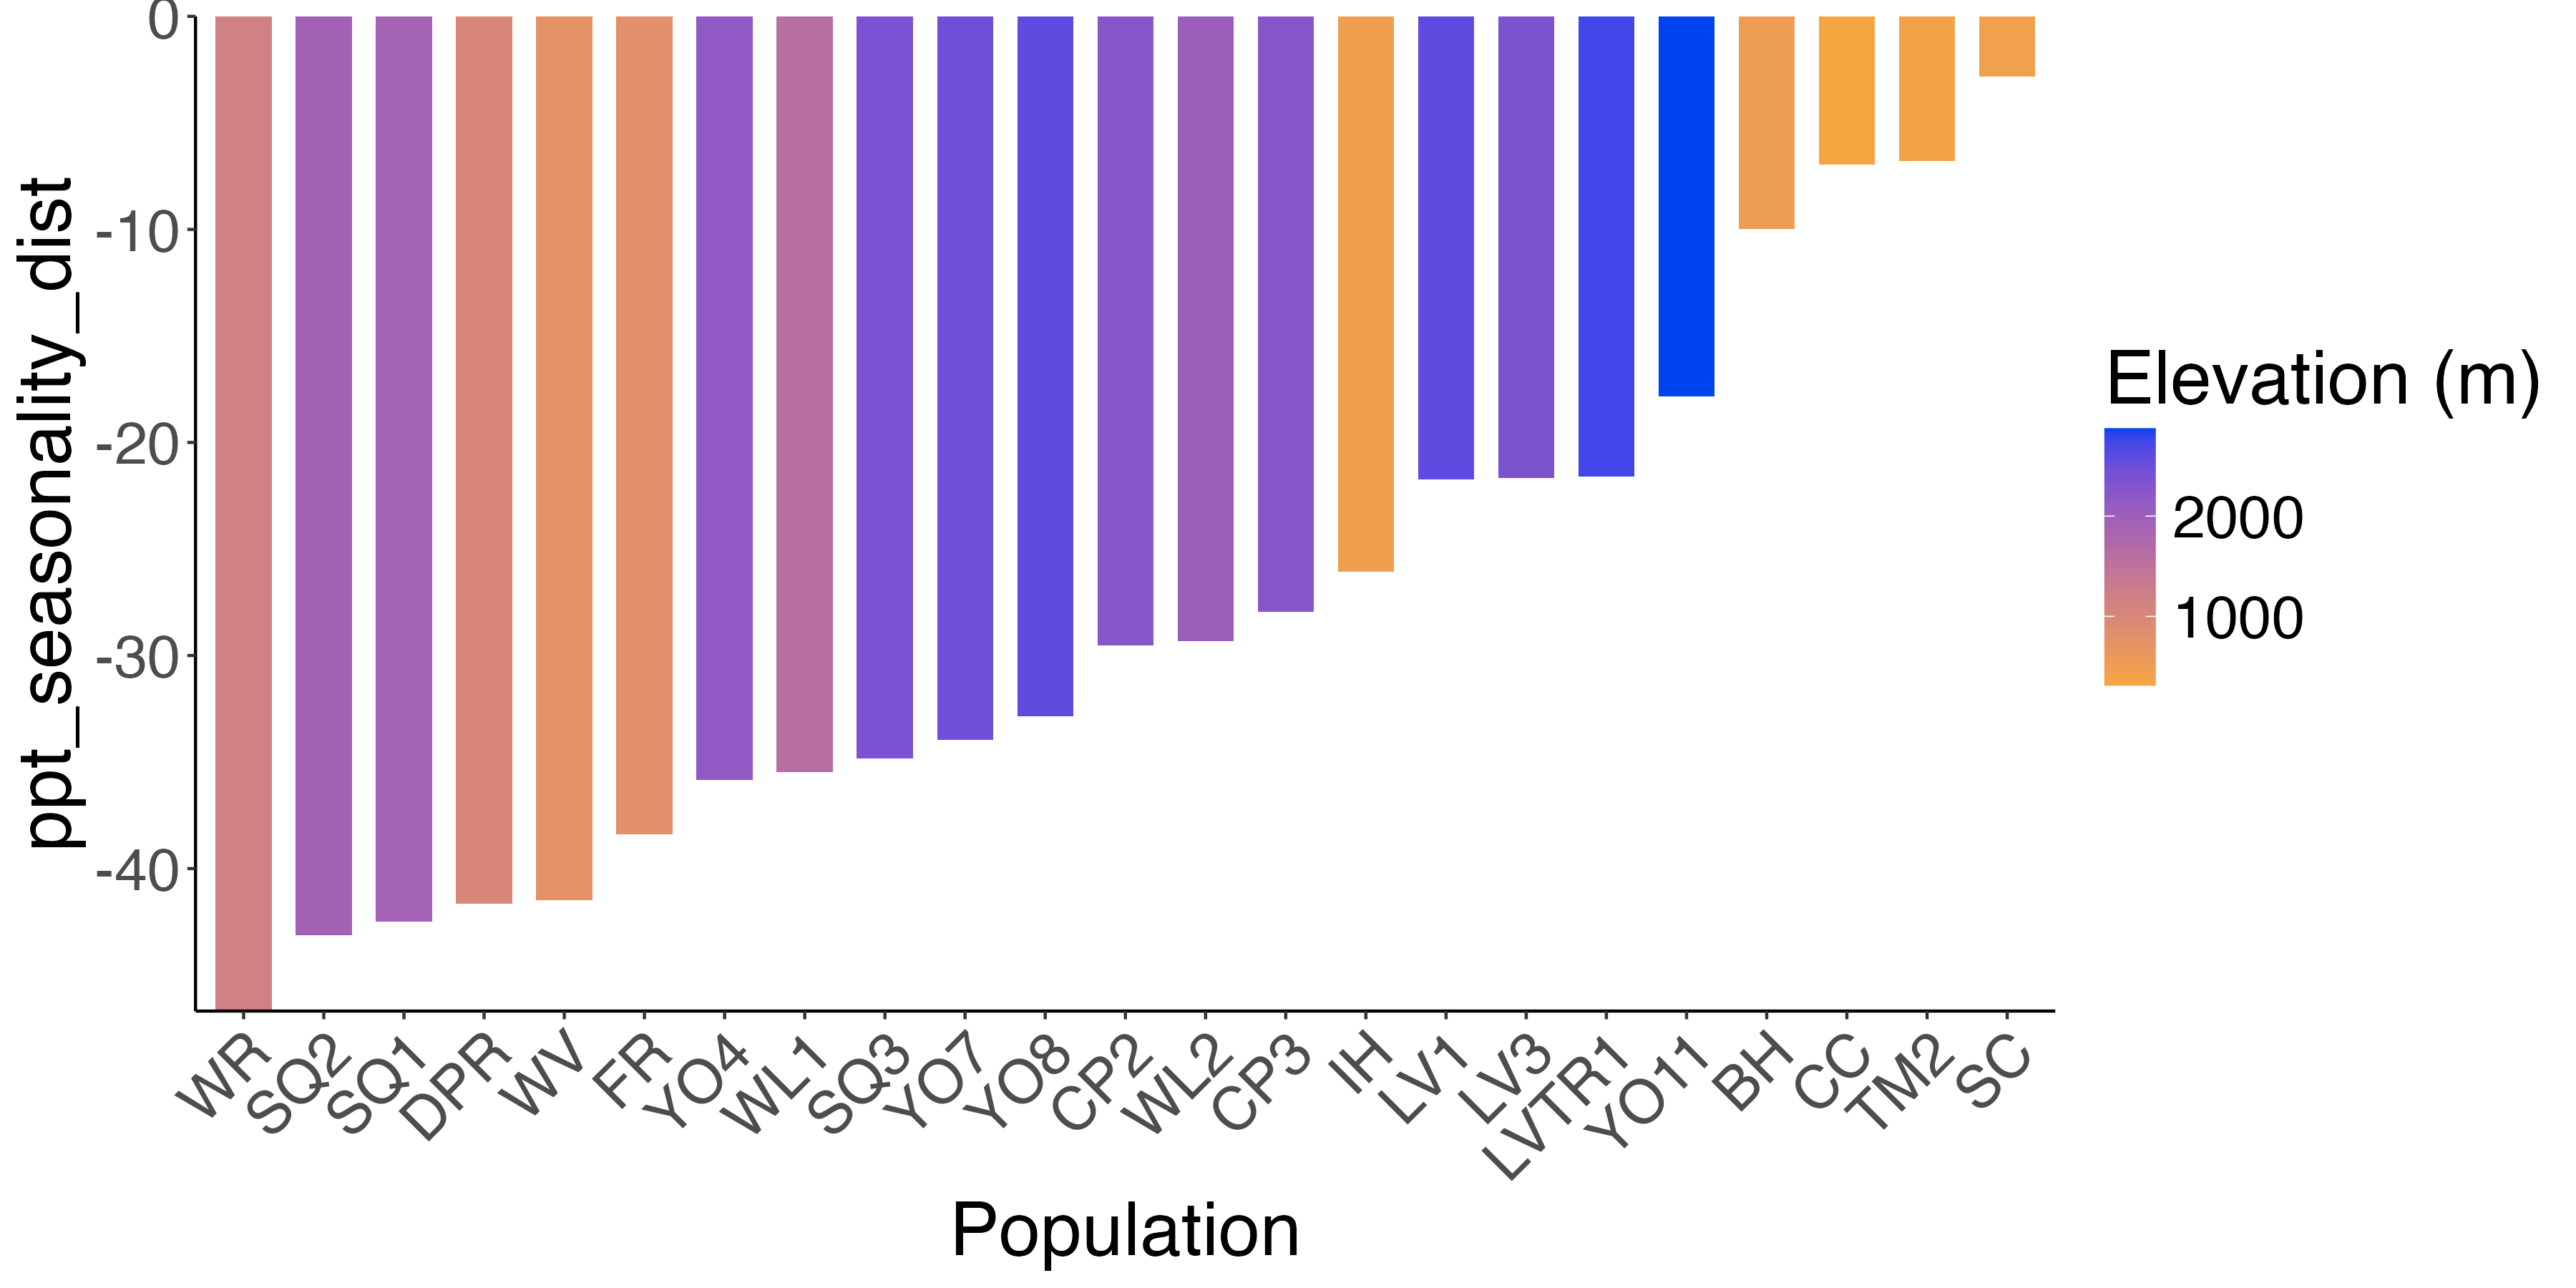 ppt_seasonality_dist
0
-10
-20
-30
-40
WR
SQ2
SQ1
DPR
WV
FR
YO4
WL1
SQ3
YO7
YO8
CP2
WL2
CP3
IH
LV1
LV3
LVTR1
YO11
BH
CC
TM2
SC
Population
Elevation (m)
2000
1000